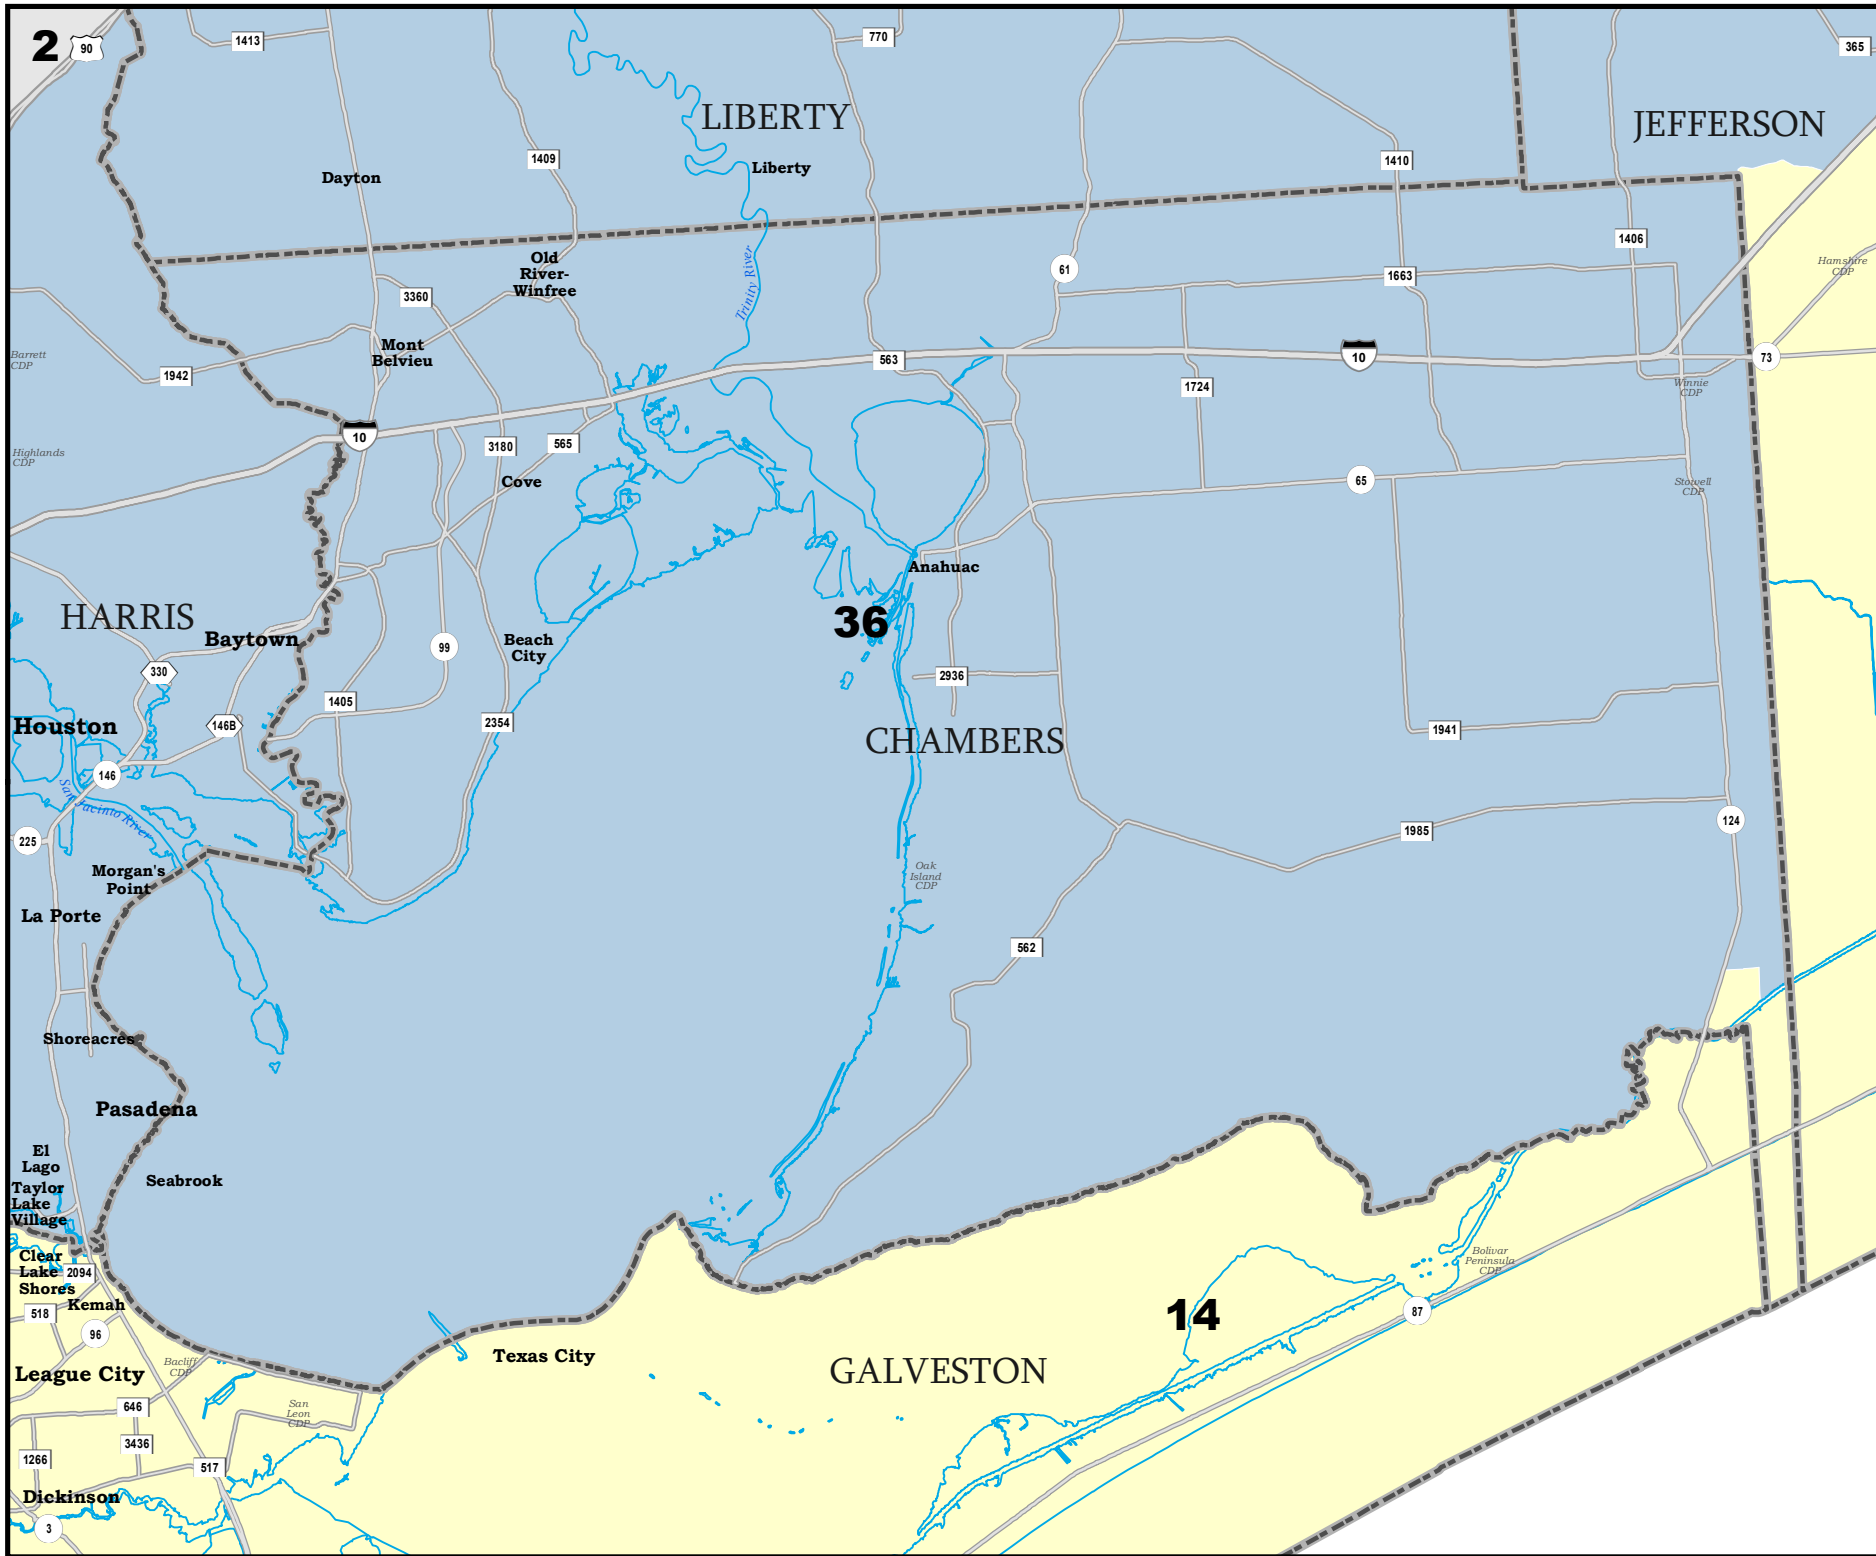 2
90
1413
770
365
LIBERTY
JEFFERSON
1409
Liberty
1410
Dayton
1406
Old
River-
Winfree
Trinity River
61
1663
Hamshire
CDP
3360
Mont
Belvieu
Barrett
CDP
1942
563
10
73
1724
Winnie
CDP
10
3180
565
Highlands
CDP
Cove
65
Stowell
CDP
Anahuac
HARRIS
36
Baytown
Beach
City
99
330
2936
1405
146B
2354
Houston
1941
CHAMBERS
146
San Jacinto River
225
124
1985
Morgan's
Point
Oak
Island
CDP
La Porte
562
Shoreacres
Pasadena
El
Lago
Seabrook
Taylor
Lake
Village
Clear
Lake
Shores
2094
Bolivar
Peninsula
CDP
Kemah
518
14
87
96
Texas City
Bacliff
CDP
League City
GALVESTON
646
San
Leon
CDP
3436
1266
517
Dickinson
3